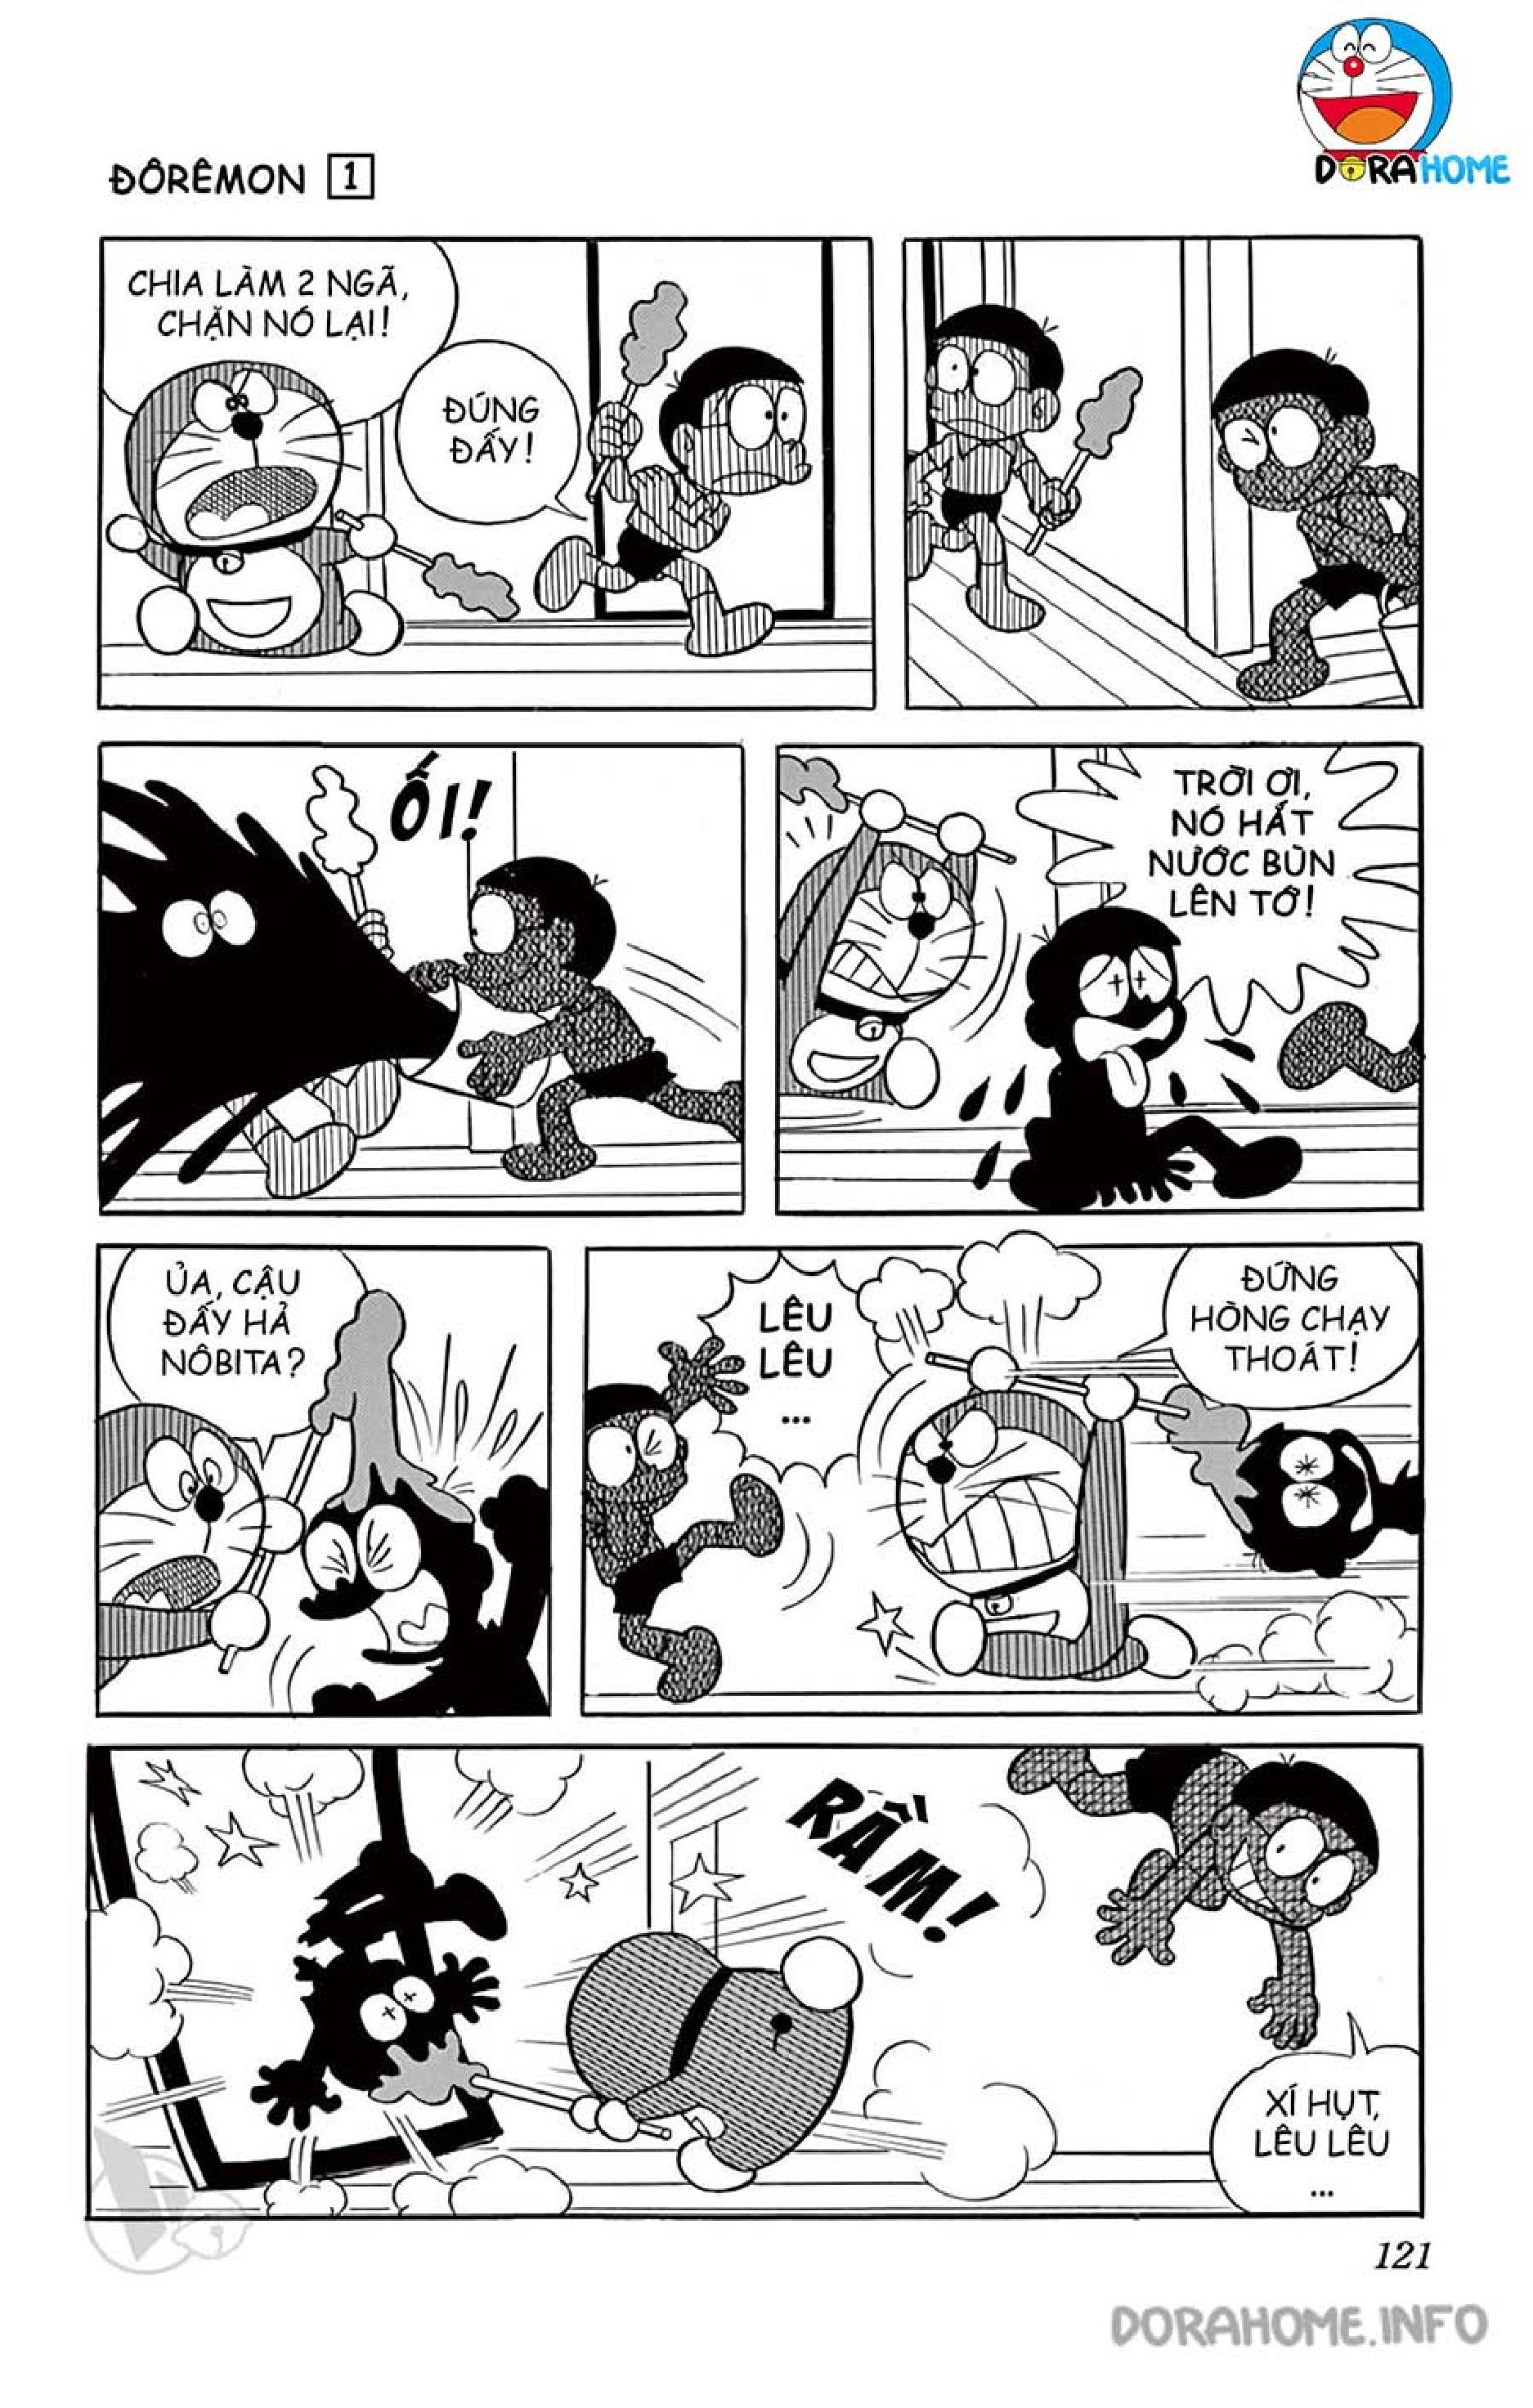 DORAHOME
ĐÔRÊMON 1
CHIA LÀM 2 NGÃ,
CHẶN NÓ LẠI!
ĐÚNG
ĐẤY!
ỐI!
TRỜI ƠI,
NÓ HẤT
NƯỚC BÙN
LÊN TỚ!
ỦA, CẬU
ĐẤY HẢ
NÔBITA?
LÊU
LÊU
...
ĐỪNG
HÒNG CHẠY
THOÁT!
RẦM!
XÍ HỤT,
LÊU LÊU
...
121
DORAHOME.INFO